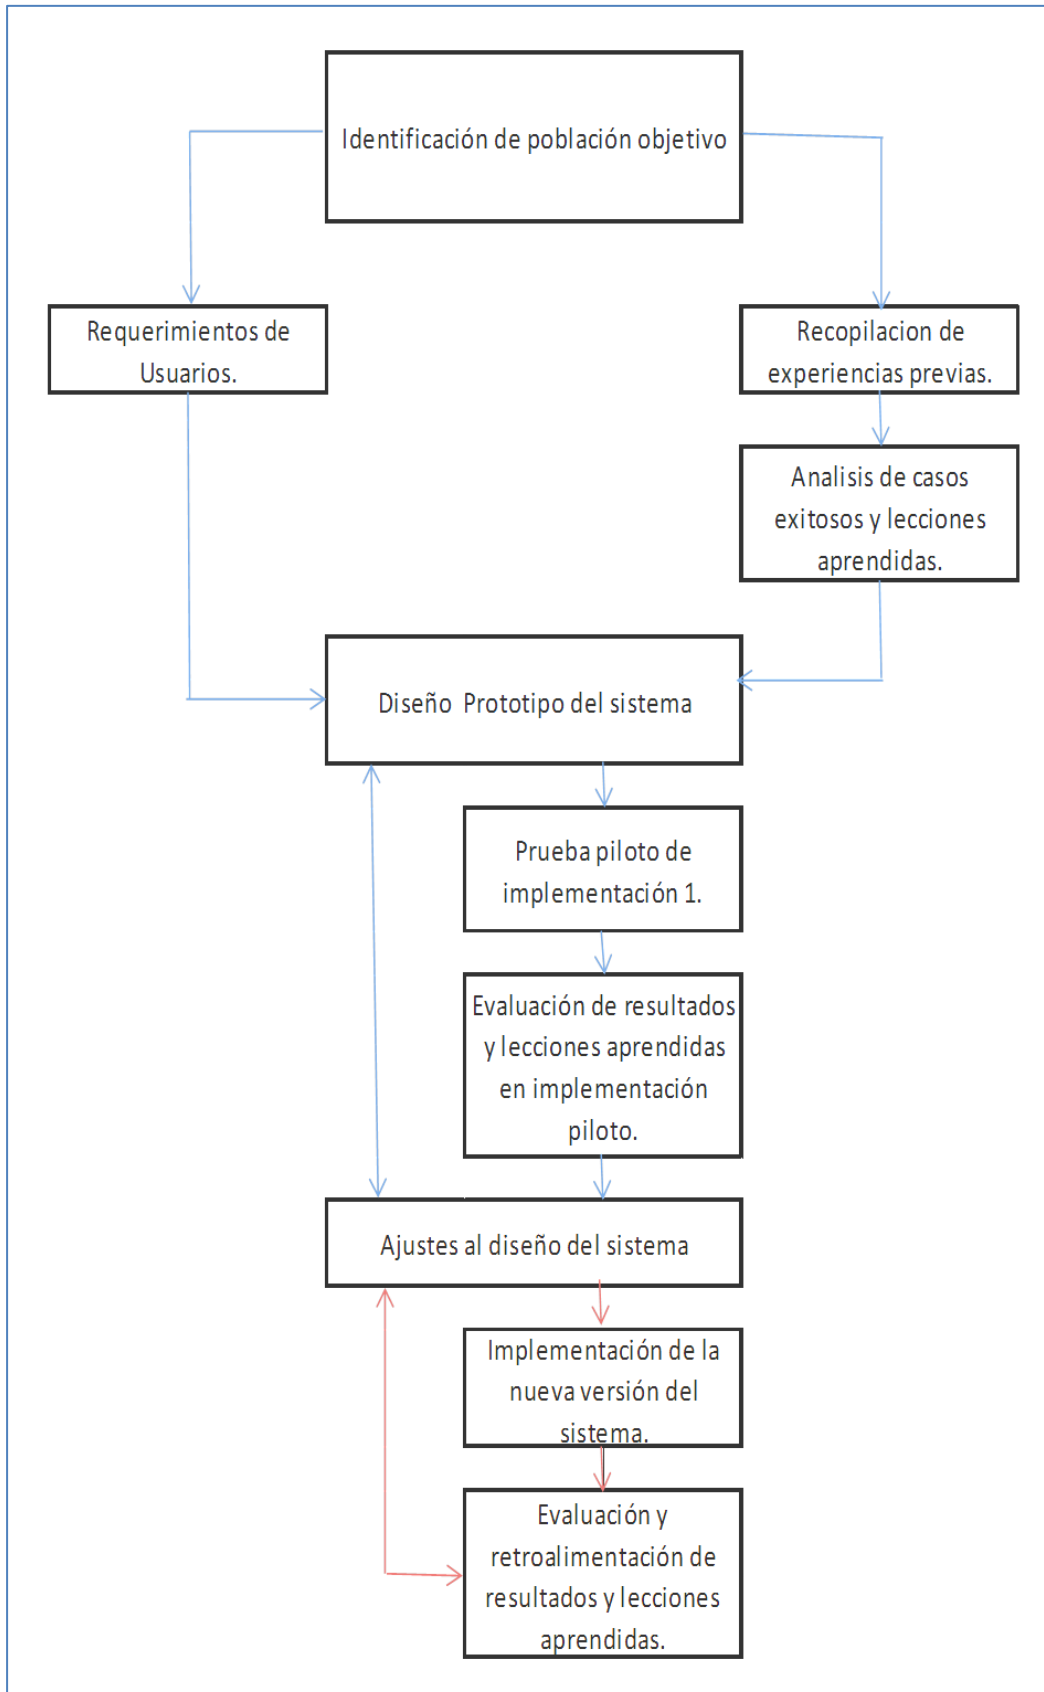 Identificación de población objetivo
Requerimientos de
Usuarios.
Recopilacion de
experiencias previas.
Analisis de casos
exitosos y lecciones
aprendidas.
Diseño  Prototipo del sistema
Prueba piloto de
implementación 1.
Evaluación de resultados
y lecciones aprendidas
en implementación
piloto.
Ajustes al diseño del sistema
Implementación de la
nueva versión del
sistema.
Evaluación y
retroalimentación de
resultados y lecciones
aprendidas.